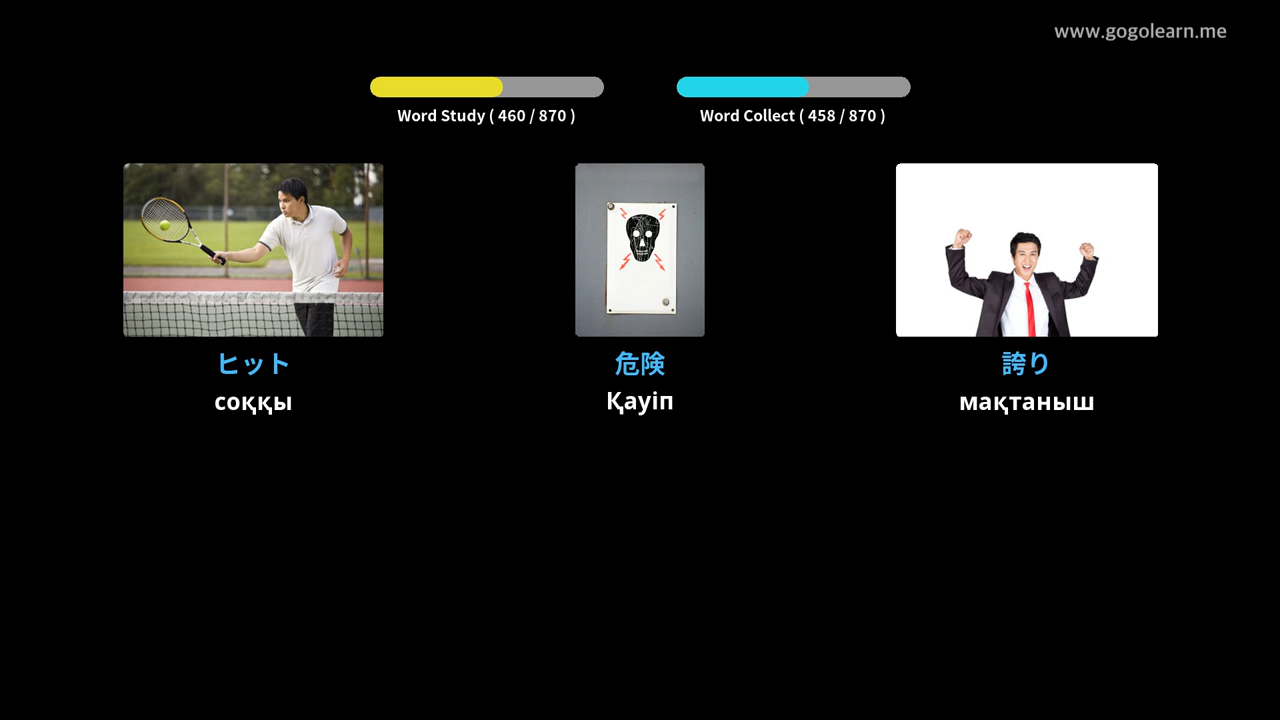 www.gogolearn.me
Word Study ( 460 / 870 )
Word Collect ( 458 / 870 )
ヒット
соққы
危険
Қауіп
誇り
мақтаныш